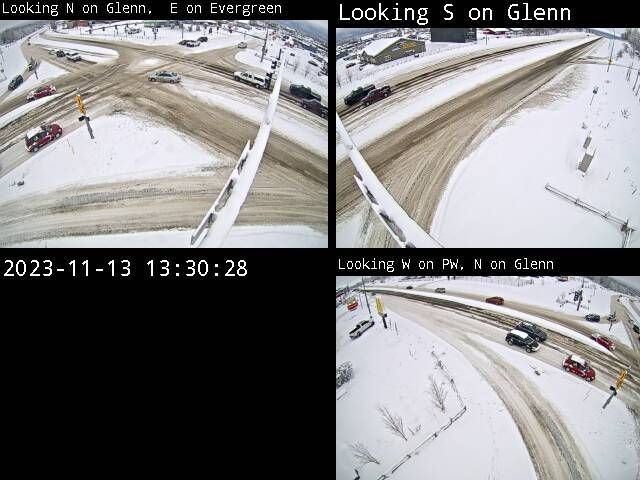 Looking N on Glenn, E on Evergreen
Looking S on Glenn
2023-11-13 13:30:28
Looking W on PW, N on Glenn